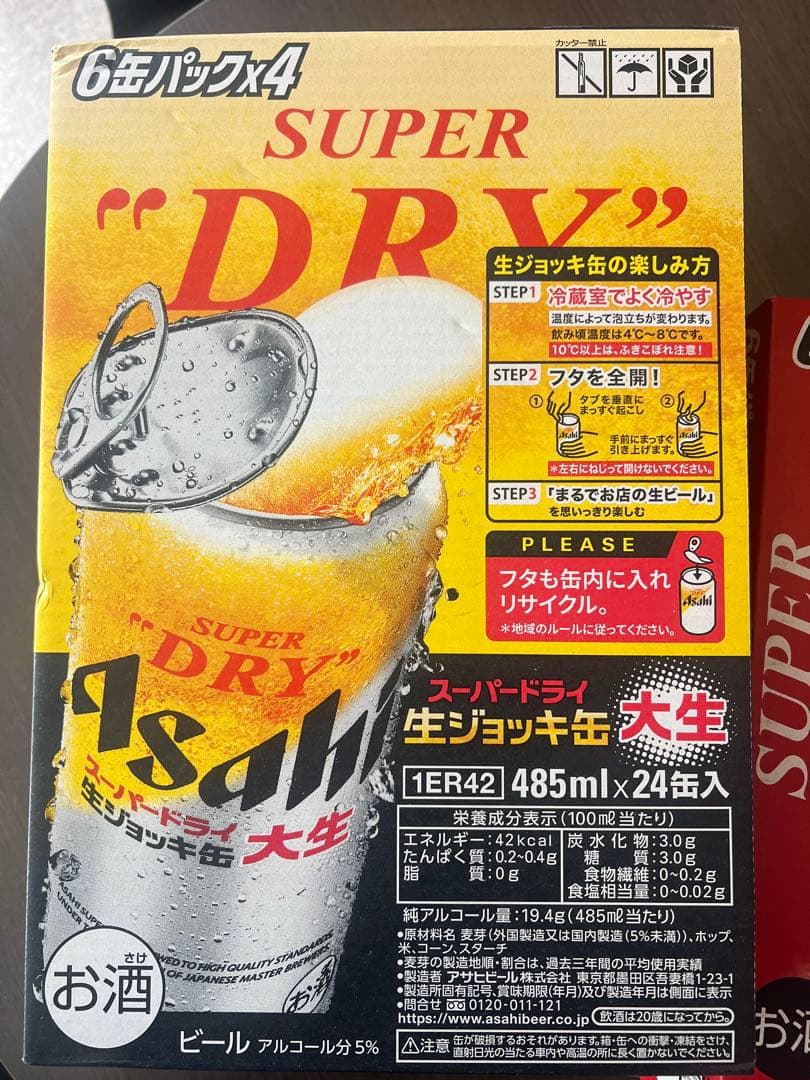 6缶パックX4
カッター禁止
SUPER
"DRY"
生ジョッキ缶の楽しみ方
STEP1 冷蔵室でよく冷やす
温度によって泡立ちが変わります。
飲み頃温度は4℃～8℃です。
10℃以上は、ふきこぼれ注意!
STEP2 フタを全開!
① タブを垂直にまっすぐ起こし
② 手前にまっすぐ引き上げます。
Asahi
Asahi
*左右にねじって開けないでください。
STEP3 「まるでお店の生ビール」
を思いっきり楽しむ
PLEASE
フタも缶内に入れ
リサイクル。
*地域のルールに従ってください。
Asahi
SUPER
"DRY"
Asahi
スーパードライ
生ジョッキ缶 大生
ASAHI SUPE
UNDER T
WED TO HIGH QUALITY STANDARDS
OF JAPANESE MASTER BREWERS.
お酒
スーパードライ
生ジョッキ缶 大生
1ER42 485ml×24缶入
栄養成分表示(100ml当たり)
エネルギー:42kcal
たんぱく質:0.2~0.4g
脂質:0g
炭水化物:3.0g
糖質:3.0g
食物繊維:0~0.2g
食塩相当量:0~0.02g
純アルコール量:19.4g(485ml当たり)
•原材料名 麦芽(外国製造又は国内製造(5%未満))、ホップ、
米、コーン、スターチ
•麦芽の製造地順・割合は、過去三年間の平均使用実績
•製造者 アサヒビール株式会社 東京都墨田区吾妻橋1-23-1
•製造所固有記号、賞味期限(年月)及び製造年月は側面に表示
•問合せ 0120-011-121
https://www.asahibeer.co.jp 飲酒は20歳になってから。
注意 缶が破損するおそれがあります。箱・缶への衝撃・凍結をさけ、
直射日光の当たる車内や高温の所に長く置かないでください。
さけ
お酒
ビール アルコール分5%
SUPER
お酒